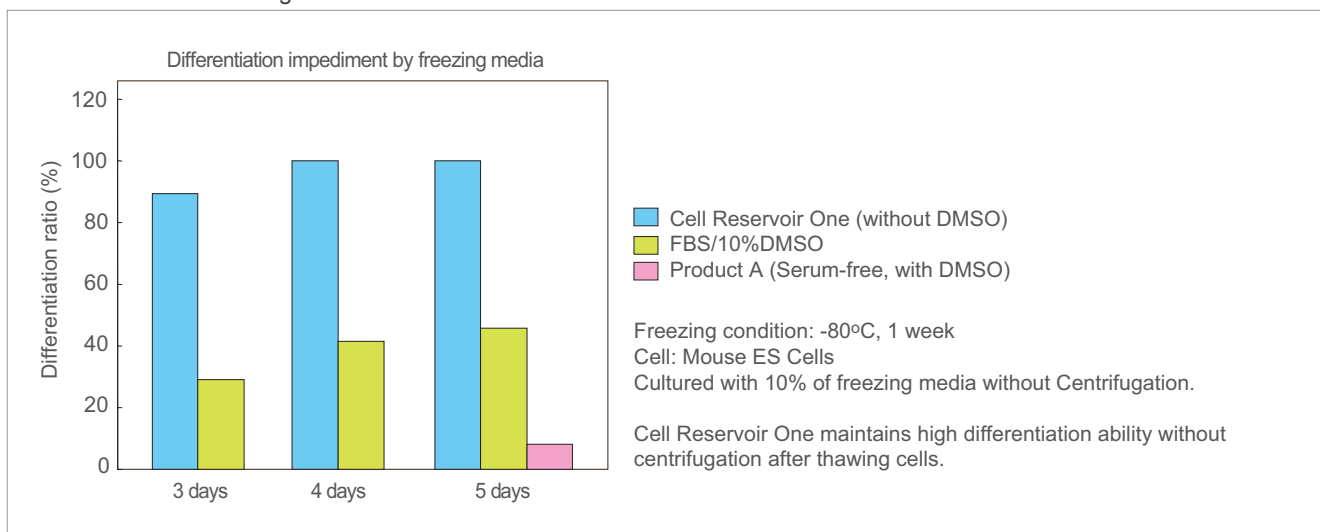 Differentiation impediment by freezing media
Differentiation ratio (%)
120
100
80
60
40
20
0
3 days
4 days
5 days
Cell Reservoir One (without DMSO)
FBS/10%DMSO
Product A (Serum-free, with DMSO)
Freezing condition: -80ºC, 1 week
Cell: Mouse ES Cells
Cultured with 10% of freezing media without Centrifugation.
Cell Reservoir One maintains high differentiation ability without
centrifugation after thawing cells.